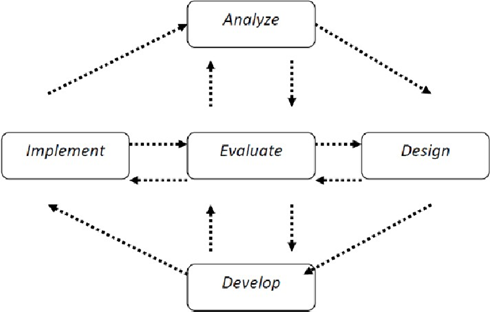 Analyze
Implement
Evaluate
Design
Develop